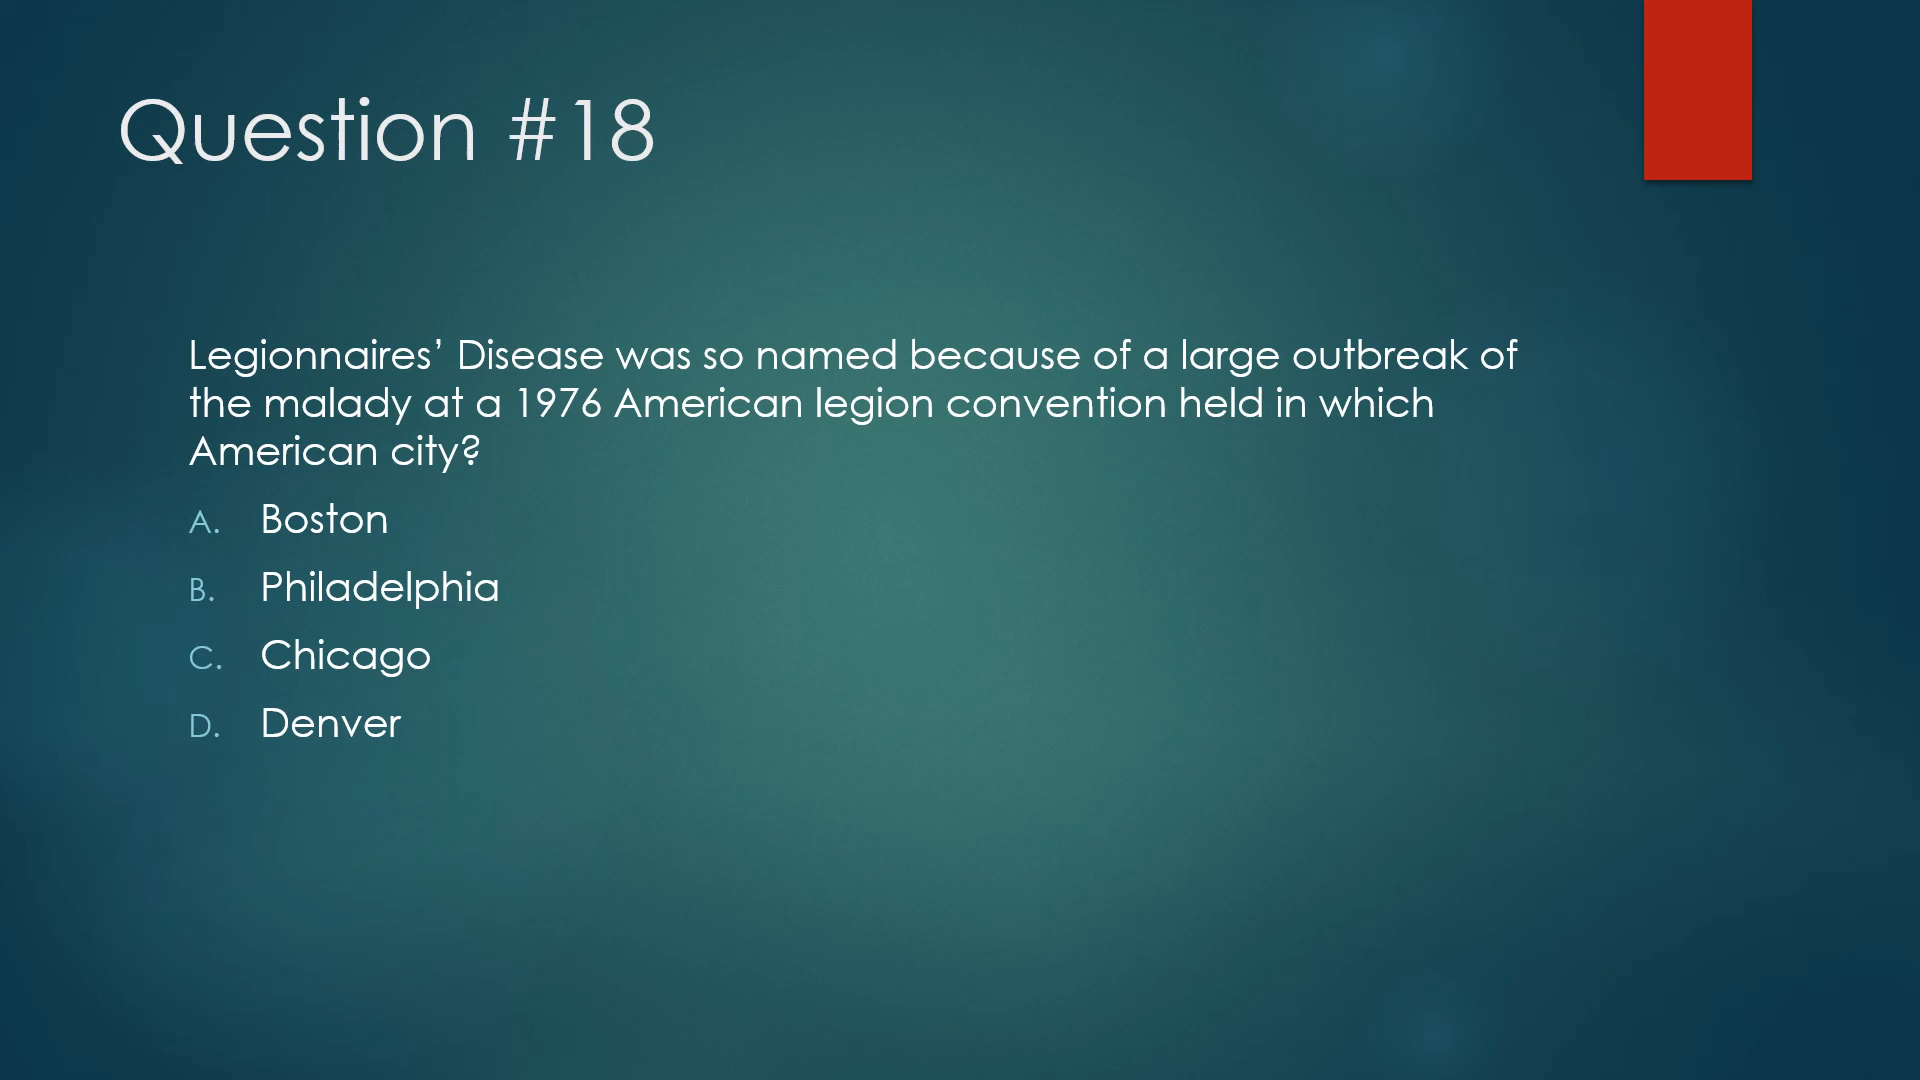 Question #18
Legionnaires’ Disease was so named because of a large outbreak of
the malady at a 1976 American legion convention held in which
American city?
A. Boston
B. Philadelphia
C. Chicago
D. Denver